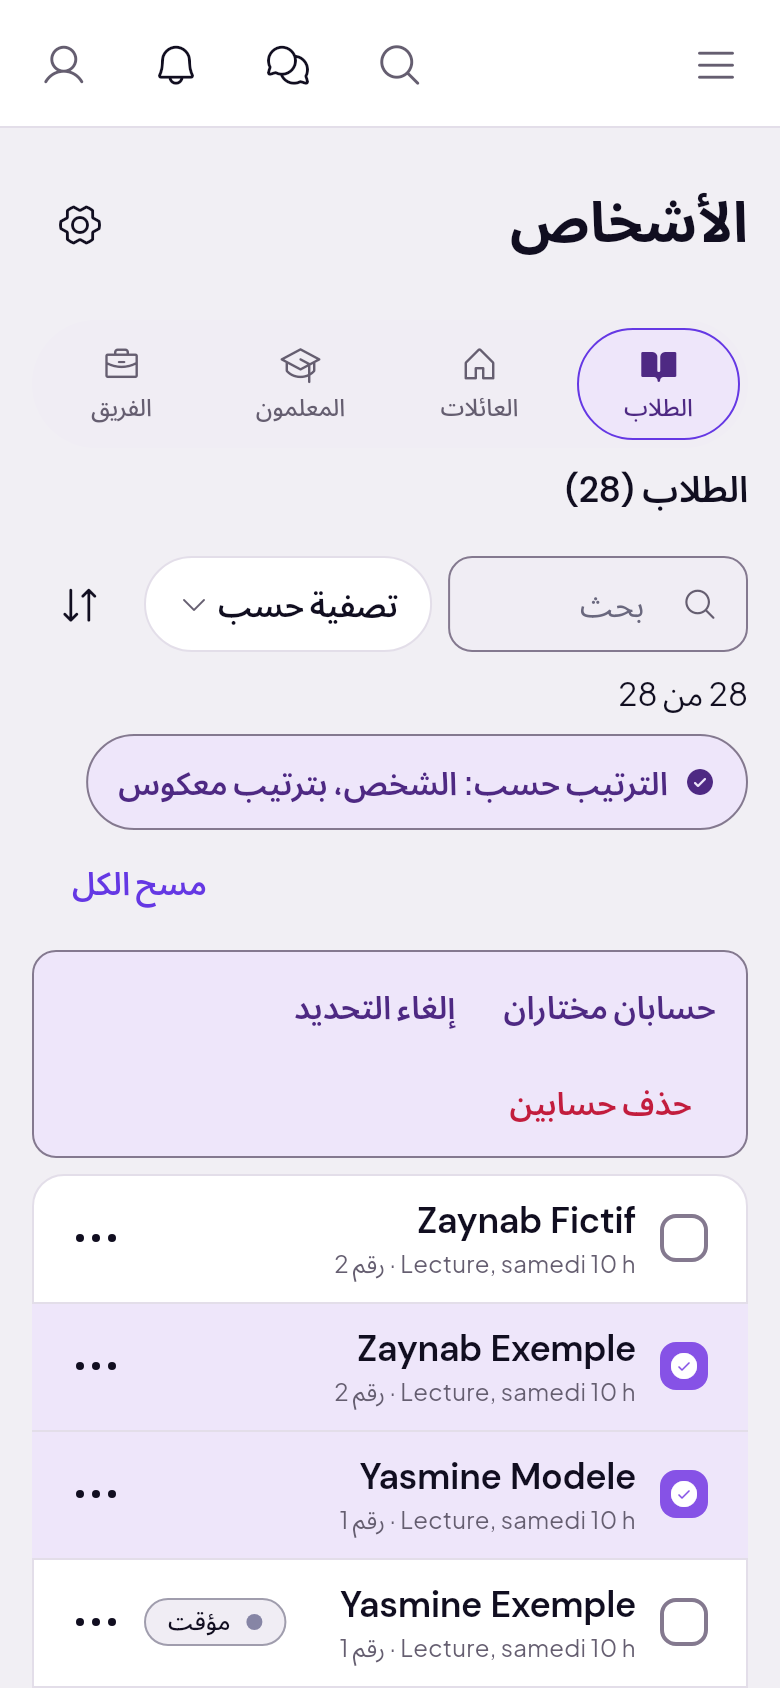 الأشخاص
الطلاب
العائلات
المعلمون
الفريق
الطلاب (28)
بحث
تصفية حسب
28 من 28
الترتيب حسب: الشخص، بترتيب معكوس
مسح الكل
حسابان مختاران
إلغاء التحديد
حذف حسابين
Zaynab Fictif
Lecture, samedi 10 h · رقم 2
Zaynab Exemple
Lecture, samedi 10 h · رقم 2
Yasmine Modele
Lecture, samedi 10 h · رقم 1
Yasmine Exemple
مؤقت
Lecture, samedi 10 h · رقم 1